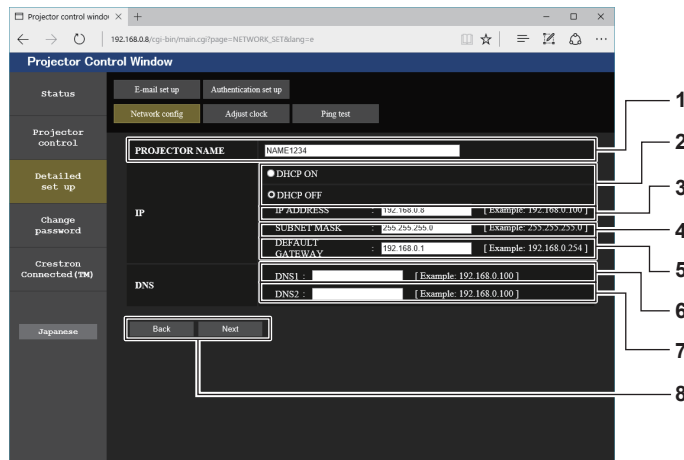 Projector control windo
192.168.0.8/cgi-bin/main.cgi?page=NETWORK_SET&lang=e
Projector Control Window
Status
Projector control
Detailed set up
Change password
Crestron Connected(TM)
Japanese
E-mail set up Authentication set up
Network config Adjust clock Ping test
PROJECTOR NAME NAME1234
IP
DHCP ON
DHCP OFF
IP ADDRESS : 192.168.0.8 [ Example: 192.168.0.100 ]
SUBNET MASK : 255.255.255.0 [ Example: 255.255.255.0 ]
DEFAULT GATEWAY : 192.168.0.1 [ Example: 192.168.0.254 ]
DNS
DNS1 : [ Example: 192.168.0.100 ]
DNS2 : [ Example: 192.168.0.100 ]
Back Next
1
2
3
4
5
6
7
8